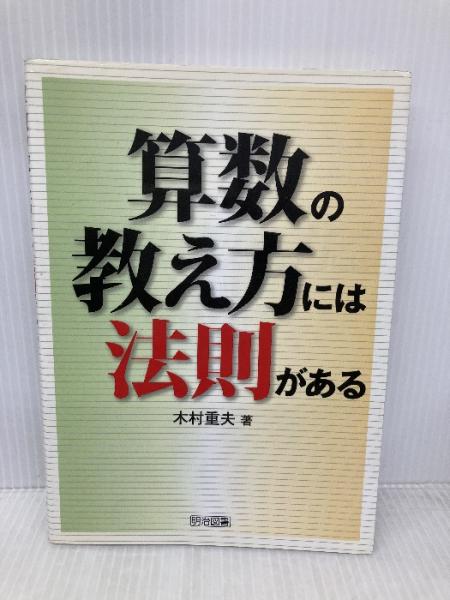 算数の
教え方には
法則がある
木村重夫 著
明治図書